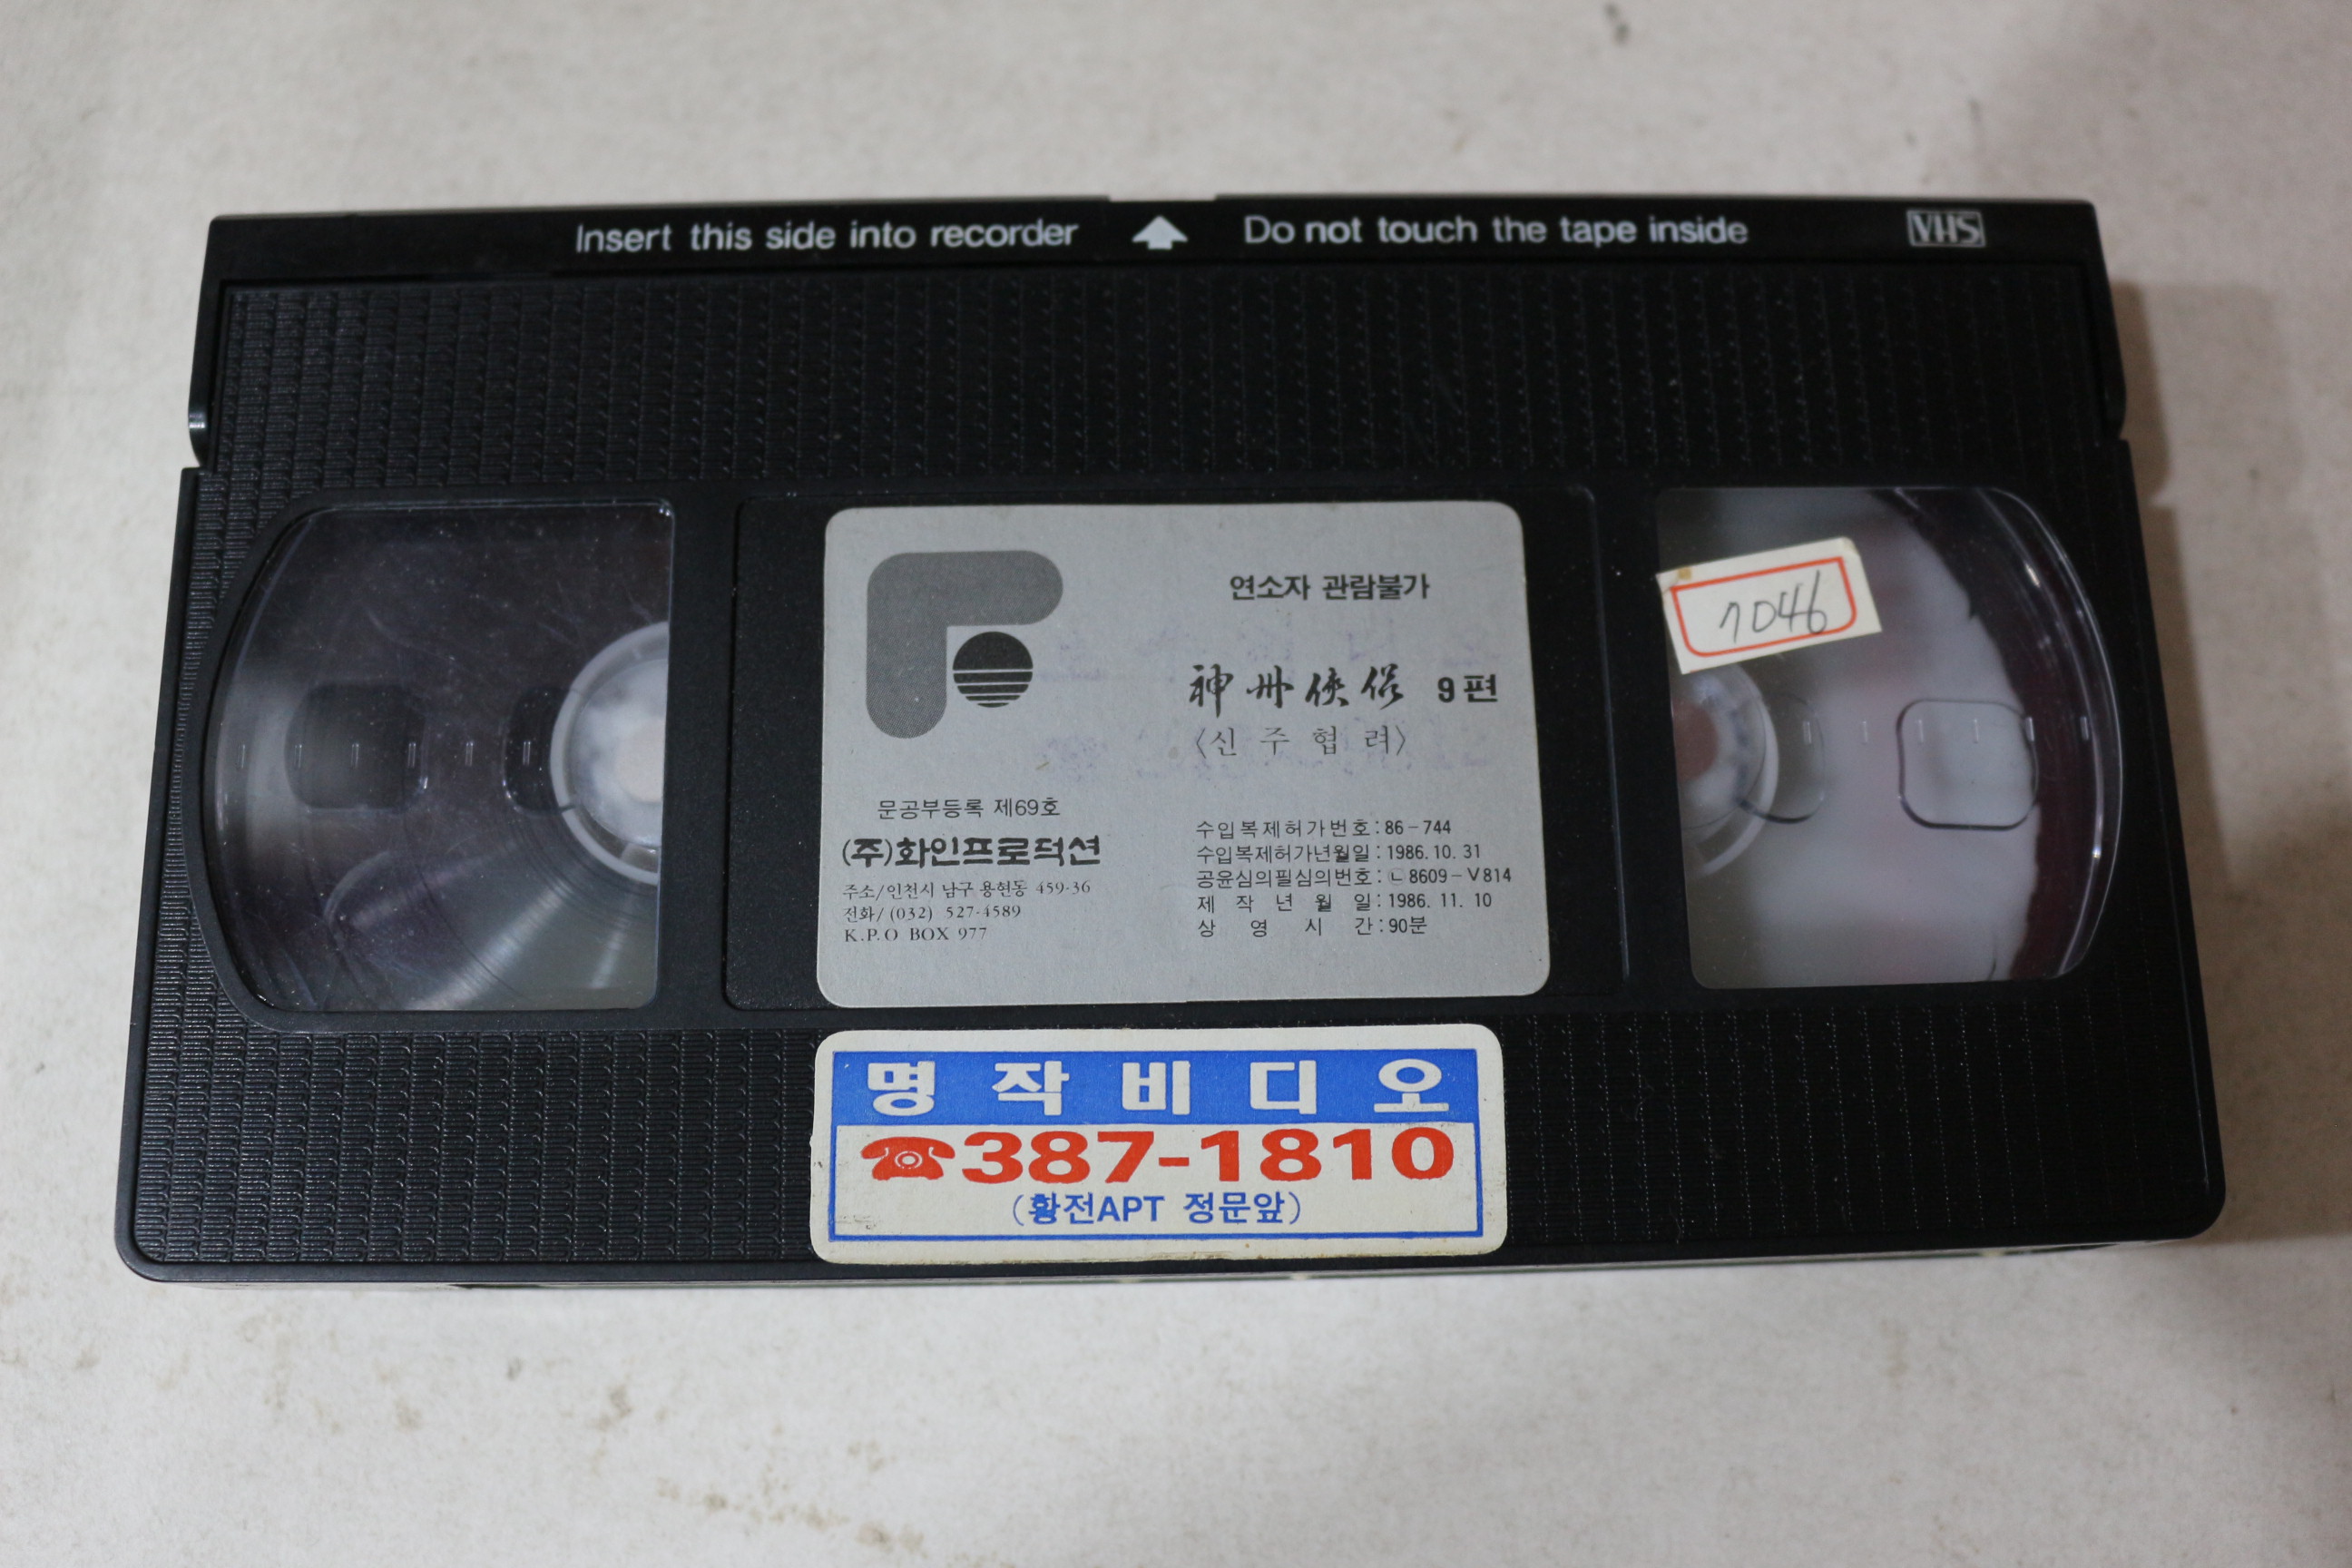 Insert this side into recorder
Do not touch the tape inside
VHS
연소자 관람불가
神州俠侶 9편
〈신주협려〉
문공부등록 제69호
(주)화인프로덕션
주소/인천시 남구 용현동 459-36
전화/(032) 527-4589
K.P.O BOX 977
수입복제허가번호:86-744
수입복제허가년월일:1986.10.31
공윤심의필심의번호:㉡8609-V814
제작년월일:1986.11.10
상영시간:90분
7046
명작비디오
☎387-1810
(황전APT 정문앞)